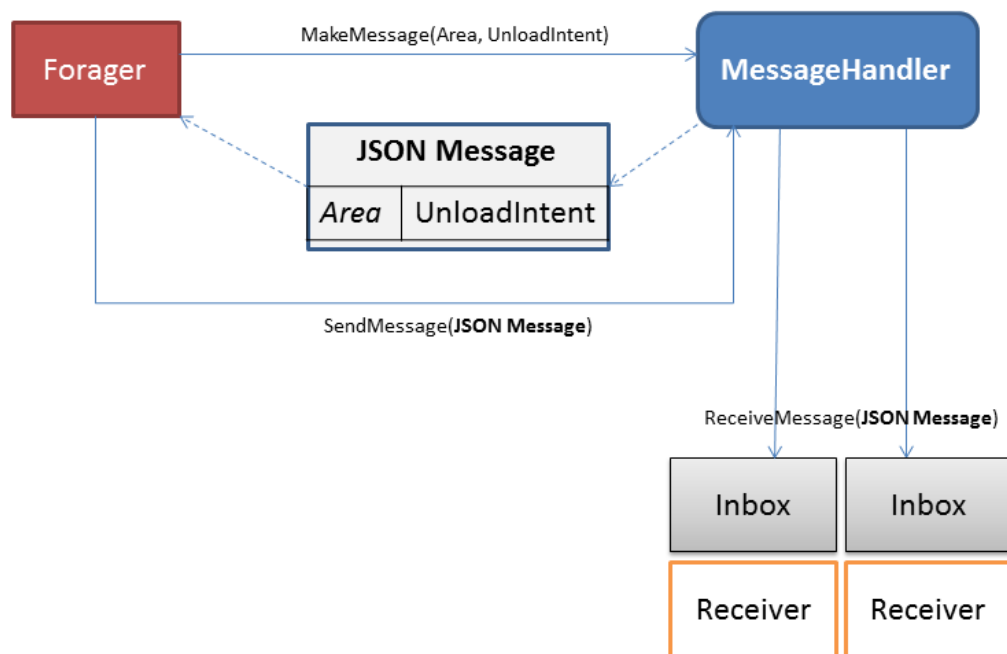 MakeMessage(Area, UnloadIntent)
Forager
MessageHandler
JSON Message
Area UnloadIntent
SendMessage(JSON Message)
ReceiveMessage(JSON Message)
Inbox Inbox
Receiver Receiver